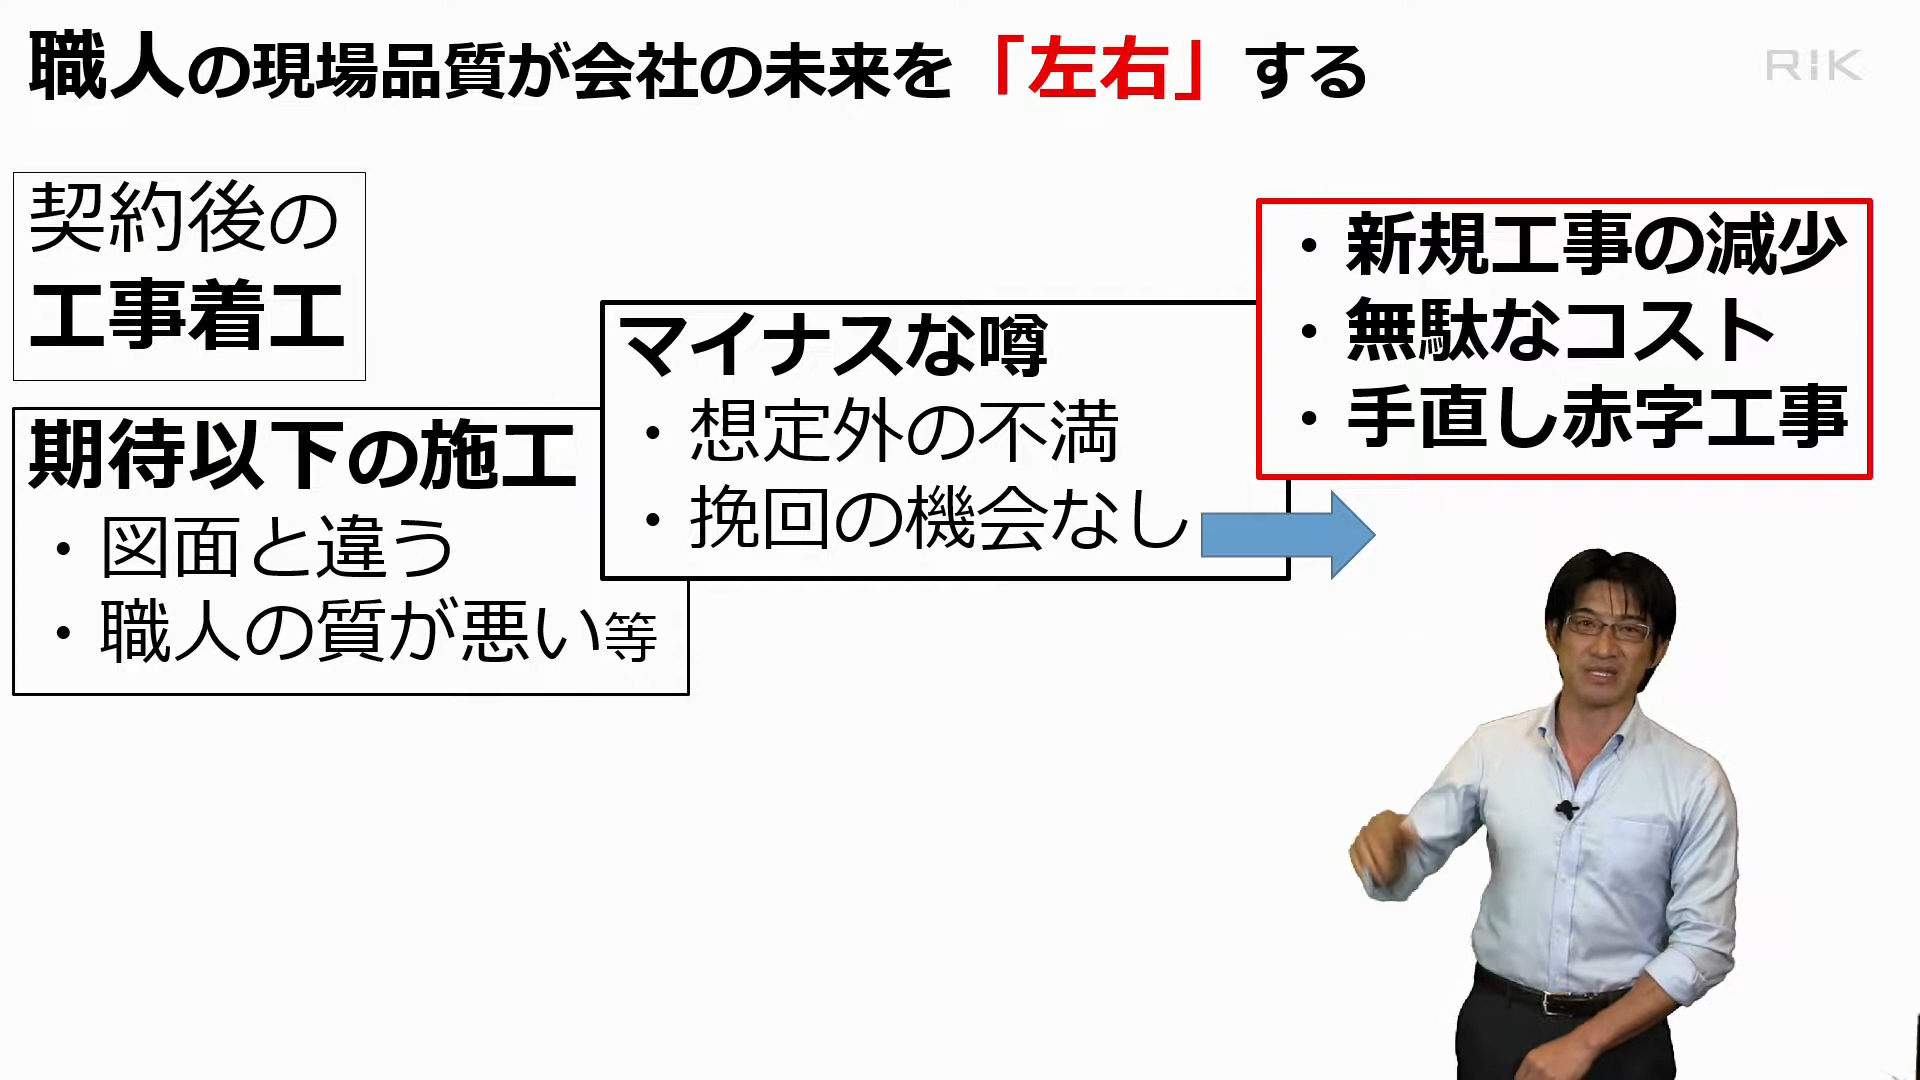 職人の現場品質が会社の未来を「左右」する
RIK
契約後の
工事着工
期待以下の施工
・図面と違う
・職人の質が悪い等
マイナスな噂
・想定外の不満
・挽回の機会なし
・新規工事の減少
・無駄なコスト
・手直し赤字工事